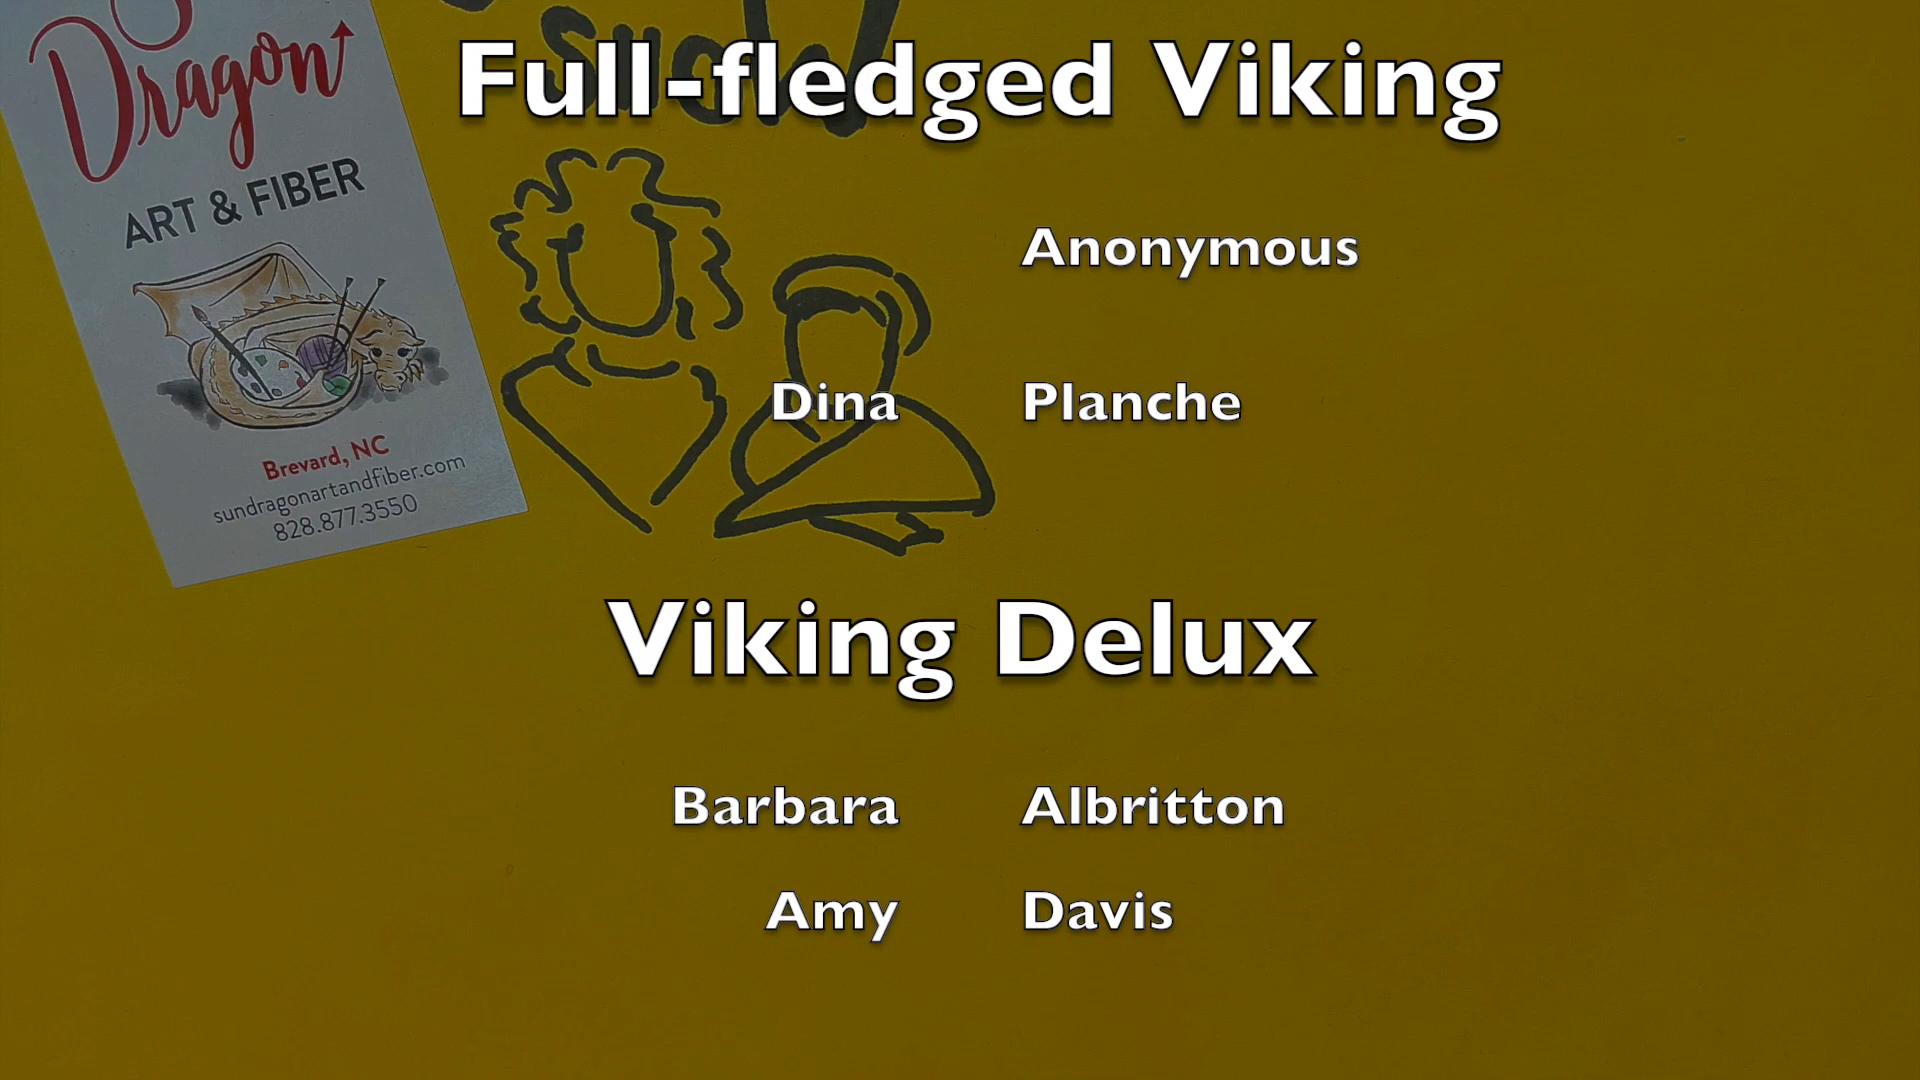 Dragon
ART & FIBER
Brevard, NC
sundragonartandfiber.com
828.877.3550
Show
Full-fledged Viking
Anonymous
Dina Planche
Viking Delux
Barbara Albritton
Amy Davis